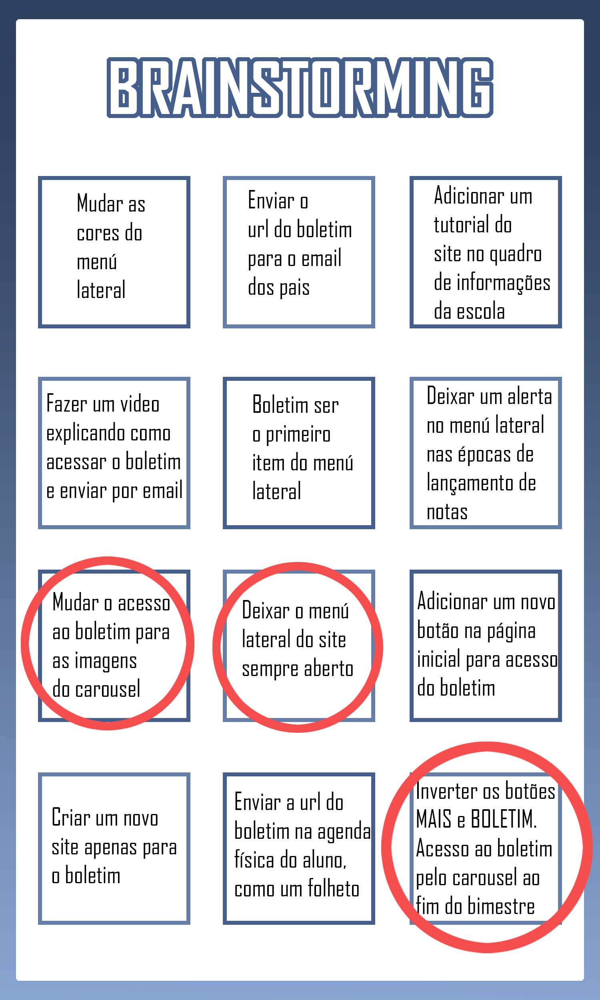 BRAINSTORMING
Mudar as
cores do
menú
lateral
Enviar o
url do boletim
para o email
dos pais
Adicionar um
tutorial do
site no quadro
de informações
da escola
Fazer um video
explicando como
acessar o boletim
e enviar por email
Boletim ser
o primeiro
item do menú
lateral
Deixar um alerta
no menú lateral
nas épocas de
lançamento de
notas
Mudar o acesso
ao boletim para
as imagens
do carousel
Deixar o menú
lateral do site
sempre aberto
Adicionar um novo
botão na página
inicial para acesso
do boletim
Criar um novo
site apenas para
o boletim
Enviar a url do
boletim na agenda
física do aluno,
como um folheto
Inverter os botões
MAIS e BOLETIM.
Acesso ao boletim
pelo carousel ao
fim do bimestre